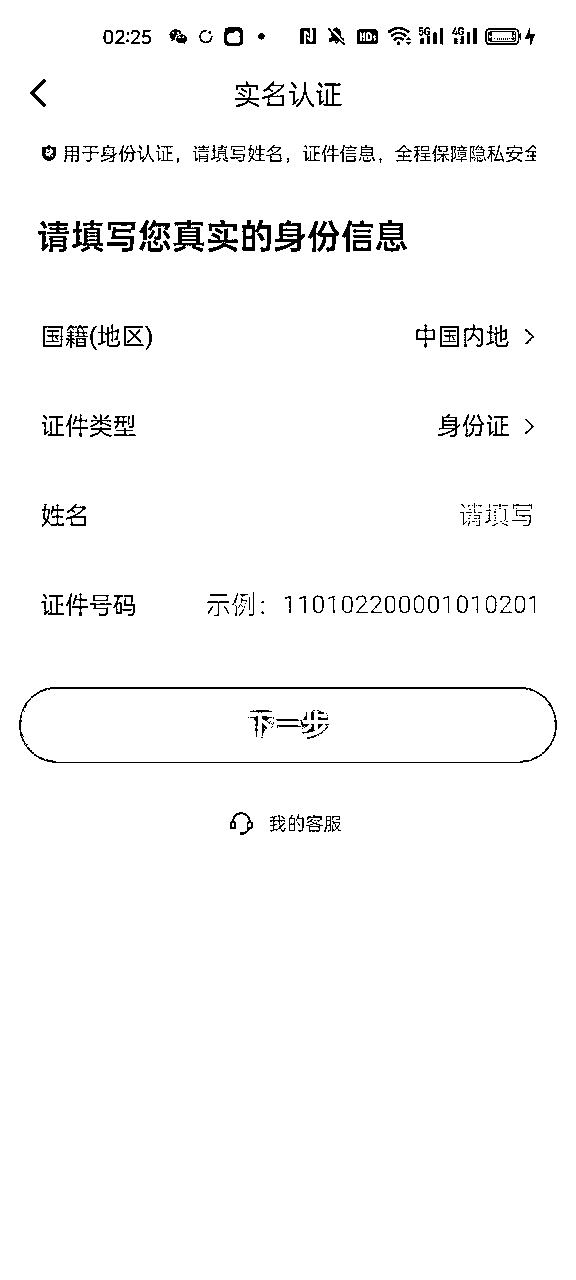 02:25 HD 5G 4G
实名认证
用于身份认证，请填写姓名，证件信息，全程保障隐私安全
请填写您真实的身份信息
国籍(地区) 中国内地
证件类型 身份证
姓名 请填写
证件号码 示例：110102200001010201
下一步
我的客服